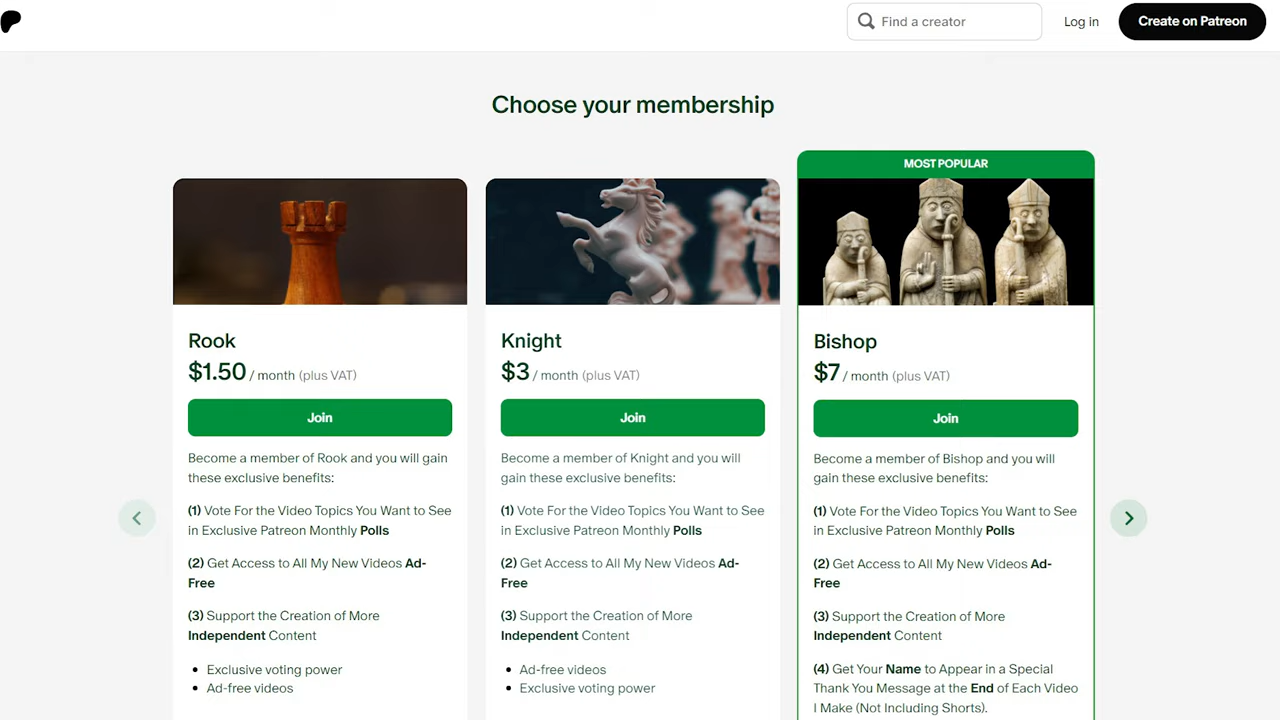 Find a creator
Log in
Create on Patreon
Choose your membership
Rook
$1.50 / month (plus VAT)
Join
Become a member of Rook and you will gain
these exclusive benefits:
(1) Vote For the Video Topics You Want to See
in Exclusive Patreon Monthly Polls
(2) Get Access to All My New Videos Ad-
Free
(3) Support the Creation of More
Independent Content
• Exclusive voting power
• Ad-free videos
Knight
$3 / month (plus VAT)
Join
Become a member of Knight and you will
gain these exclusive benefits:
(1) Vote For the Video Topics You Want to See
in Exclusive Patreon Monthly Polls
(2) Get Access to All My New Videos Ad-
Free
(3) Support the Creation of More
Independent Content
• Ad-free videos
• Exclusive voting power
MOST POPULAR
Bishop
$7 / month (plus VAT)
Join
Become a member of Bishop and you will
gain these exclusive benefits:
(1) Vote For the Video Topics You Want to See
in Exclusive Patreon Monthly Polls
(2) Get Access to All My New Videos Ad-
Free
(3) Support the Creation of More
Independent Content
(4) Get Your Name to Appear in a Special
Thank You Message at the End of Each Video
I Make (Not Including Shorts).